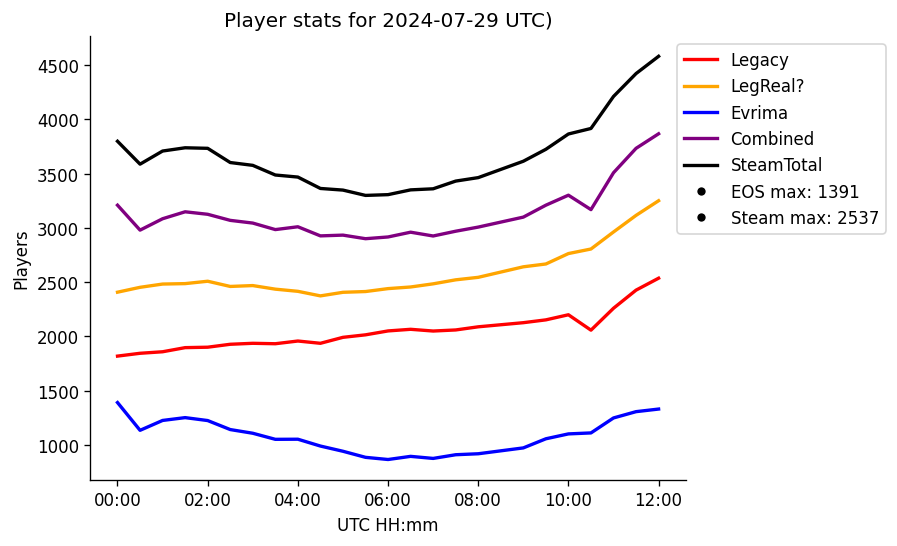 Player stats for 2024-07-29 UTC)
Players
4500
4000
3500
3000
2500
2000
1500
1000
00:00 02:00 04:00 06:00 08:00 10:00 12:00
UTC HH:mm
Legacy
LegReal?
Evrima
Combined
SteamTotal
EOS max: 1391
Steam max: 2537